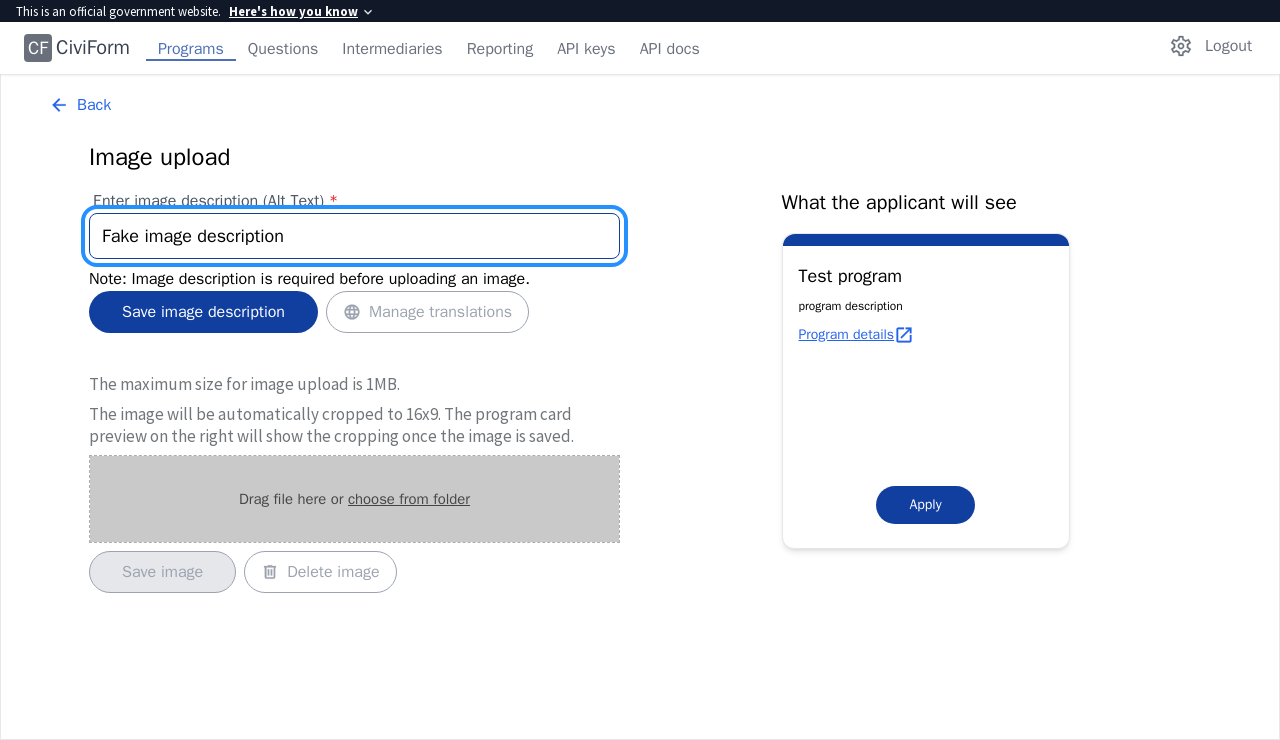 This is an official government website. Here's how you know
CF CiviForm Programs Questions Intermediaries Reporting API keys API docs Logout
Back
Image upload
Enter image description (Alt Text) *
Fake image description
Note: Image description is required before uploading an image.
Save image description Manage translations
The maximum size for image upload is 1MB.
The image will be automatically cropped to 16x9. The program card
preview on the right will show the cropping once the image is saved.
Drag file here or choose from folder
Save image Delete image
What the applicant will see
Test program
program description
Program details
Apply